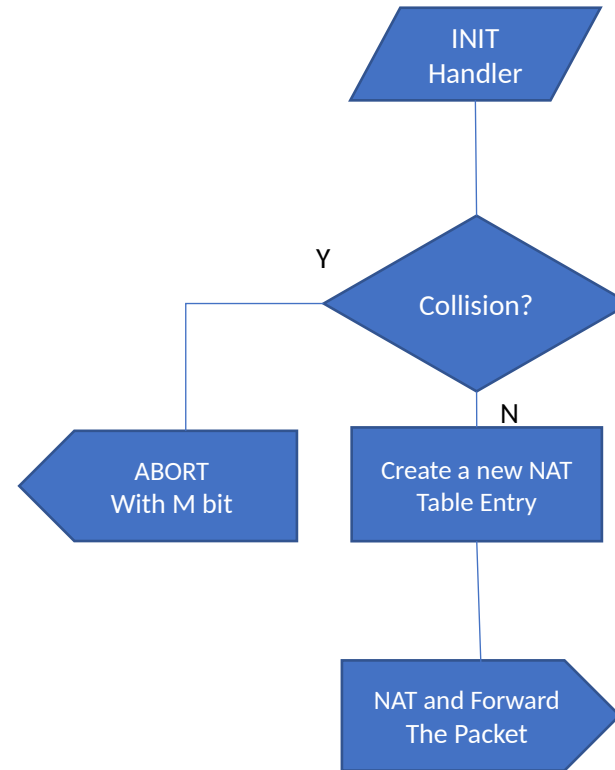 INIT
Handler
Y
Collision?
N
ABORT
With M bit
Create a new NAT
Table Entry
NAT and Forward
The Packet